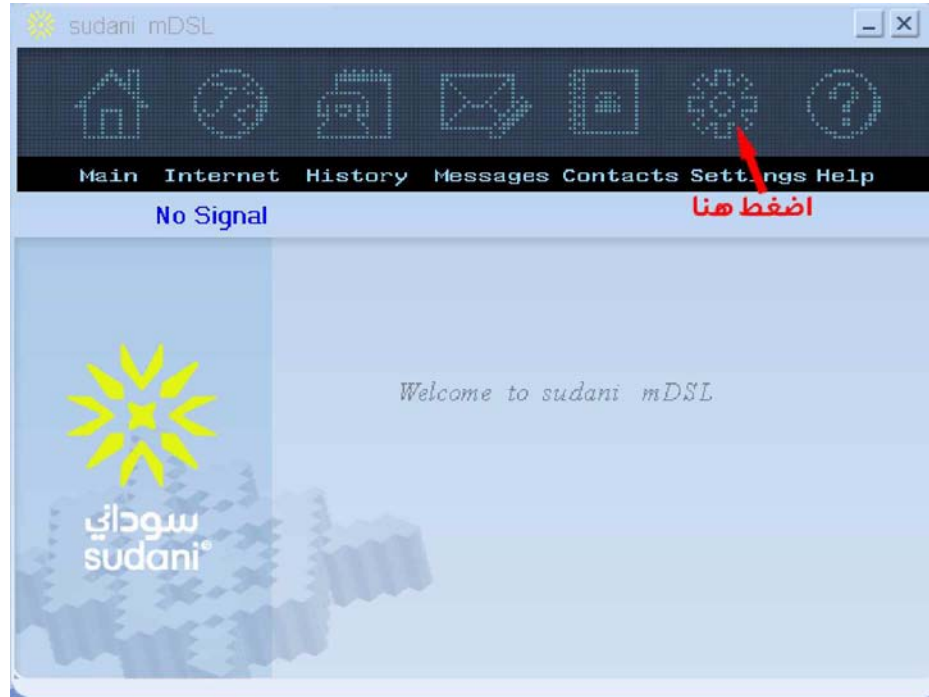 sudani mDSL
Main Internet History Messages Contacts Settings Help
اضغط هنا
No Signal
Welcome to sudani mDSL
سوداني
sudani®